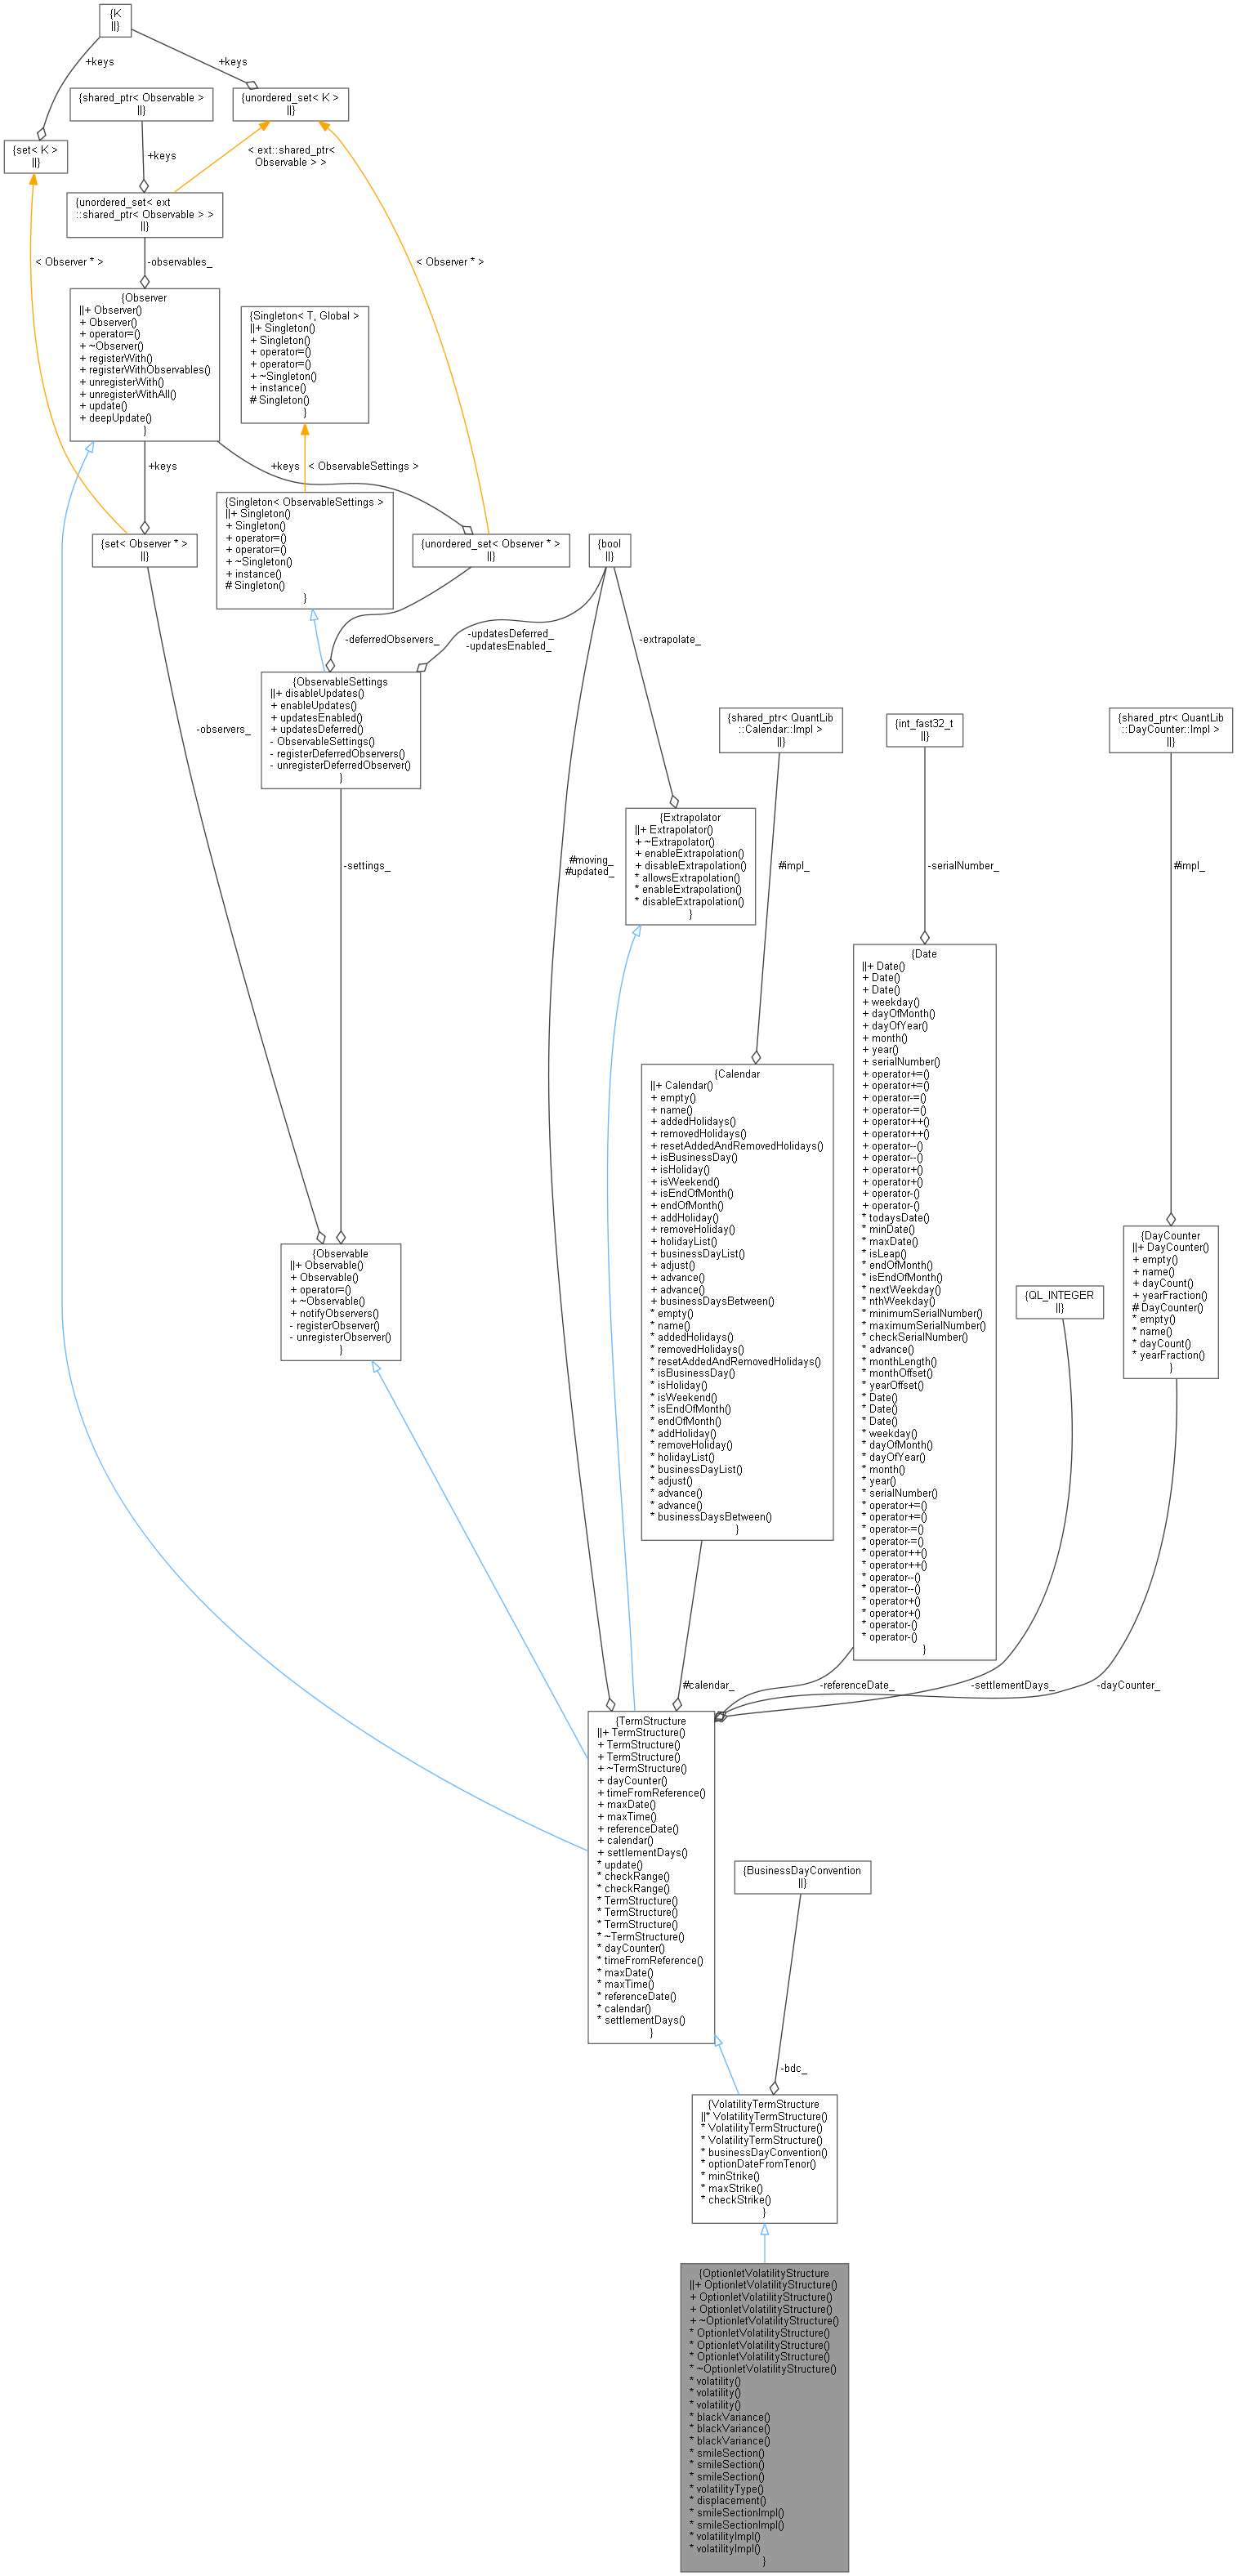 {K
||}
+keys
+keys
{shared_ptr< Observable >
||}
{unordered_set< K >
||}
{set< K >
||}
+keys
< ext::shared_ptr<
Observable > >
{unordered_set< ext
::shared_ptr< Observable > >
||}
< Observer * >
-observables_
< Observer * >
{Observer
||+ Observer()
+ Observer()
+ operator=()
+ ~Observer()
+ registerWith()
+ registerWithObservables()
+ unregisterWith()
+ unregisterWithAll()
+ update()
+ deepUpdate()
}
{Singleton< T, Global >
||+ Singleton()
+ Singleton()
+ operator=()
+ operator=()
+ ~Singleton()
+ instance()
# Singleton()
}
+keys
+keys
< ObservableSettings >
{Singleton< ObservableSettings >
||+ Singleton()
+ Singleton()
+ operator=()
+ operator=()
+ ~Singleton()
+ instance()
# Singleton()
}
{set< Observer * >
||}
{unordered_set< Observer * >
||}
{bool
||}
-deferredObservers_
-updatesDeferred_
-updatesEnabled_
-extrapolate_
{ObservableSettings
||+ disableUpdates()
+ enableUpdates()
+ updatesEnabled()
+ updatesDeferred()
- ObservableSettings()
- registerDeferredObservers()
- unregisterDeferredObserver()
}
-observers_
{shared_ptr< QuantLib
::Calendar::Impl >
||}
{int_fast32_t
||}
{shared_ptr< QuantLib
::DayCounter::Impl >
||}
{Extrapolator
||+ Extrapolator()
+ ~Extrapolator()
+ enableExtrapolation()
+ disableExtrapolation()
* allowsExtrapolation()
* enableExtrapolation()
* disableExtrapolation()
}
-settings_
#moving_
#updated_
#impl_
-serialNumber_
#impl_
{Date
||+ Date()
+ Date()
+ Date()
+ weekday()
+ dayOfMonth()
+ dayOfYear()
+ month()
+ year()
+ serialNumber()
+ operator+=()
+ operator+=()
+ operator-=()
+ operator-=()
+ operator++()
+ operator++()
+ operator--()
+ operator--()
+ operator+()
+ operator+()
+ operator-()
+ operator-()
* todaysDate()
* minDate()
* maxDate()
* isLeap()
* endOfMonth()
* isEndOfMonth()
* nextWeekday()
* nthWeekday()
* minimumSerialNumber()
* maximumSerialNumber()
* checkSerialNumber()
* advance()
* monthLength()
* monthOffset()
* yearOffset()
* Date()
* Date()
* Date()
* weekday()
* dayOfMonth()
* dayOfYear()
* month()
* year()
* serialNumber()
* operator+=()
* operator+=()
* operator-=()
* operator-=()
* operator++()
* operator++()
* operator--()
* operator--()
* operator+()
* operator+()
* operator-()
* operator-()
}
{Calendar
||+ Calendar()
+ empty()
+ name()
+ addedHolidays()
+ removedHolidays()
+ resetAddedAndRemovedHolidays()
+ isBusinessDay()
+ isHoliday()
+ isWeekend()
+ isEndOfMonth()
+ endOfMonth()
+ addHoliday()
+ removeHoliday()
+ holidayList()
+ businessDayList()
+ adjust()
+ advance()
+ advance()
+ businessDaysBetween()
* empty()
* name()
* addedHolidays()
* removedHolidays()
* resetAddedAndRemovedHolidays()
* isBusinessDay()
* isHoliday()
* isWeekend()
* isEndOfMonth()
* endOfMonth()
* addHoliday()
* removeHoliday()
* holidayList()
* businessDayList()
* adjust()
* advance()
* advance()
* businessDaysBetween()
}
{DayCounter
||+ DayCounter()
+ empty()
+ name()
+ dayCount()
+ yearFraction()
# DayCounter()
* empty()
* name()
* dayCount()
* yearFraction()
}
{Observable
||+ Observable()
+ Observable()
+ operator=()
+ ~Observable()
+ notifyObservers()
- registerObserver()
- unregisterObserver()
}
{QL_INTEGER
||}
#calendar_
-referenceDate_
-settlementDays_
-dayCounter_
{TermStructure
||+ TermStructure()
+ TermStructure()
+ TermStructure()
+ ~TermStructure()
+ dayCounter()
+ timeFromReference()
+ maxDate()
+ maxTime()
+ referenceDate()
+ calendar()
+ settlementDays()
* update()
* checkRange()
* checkRange()
* TermStructure()
* TermStructure()
* TermStructure()
* ~TermStructure()
* dayCounter()
* timeFromReference()
* maxDate()
* maxTime()
* referenceDate()
* calendar()
* settlementDays()
}
{BusinessDayConvention
||}
-bdc_
{VolatilityTermStructure
||* VolatilityTermStructure()
* VolatilityTermStructure()
* VolatilityTermStructure()
* businessDayConvention()
* optionDateFromTenor()
* minStrike()
* maxStrike()
* checkStrike()
}
{OptionletVolatilityStructure
||+ OptionletVolatilityStructure()
+ OptionletVolatilityStructure()
+ OptionletVolatilityStructure()
+ ~OptionletVolatilityStructure()
* OptionletVolatilityStructure()
* OptionletVolatilityStructure()
* OptionletVolatilityStructure()
* ~OptionletVolatilityStructure()
* volatility()
* volatility()
* volatility()
* blackVariance()
* blackVariance()
* blackVariance()
* smileSection()
* smileSection()
* smileSection()
* volatilityType()
* displacement()
* smileSectionImpl()
* smileSectionImpl()
* volatilityImpl()
* volatilityImpl()
}